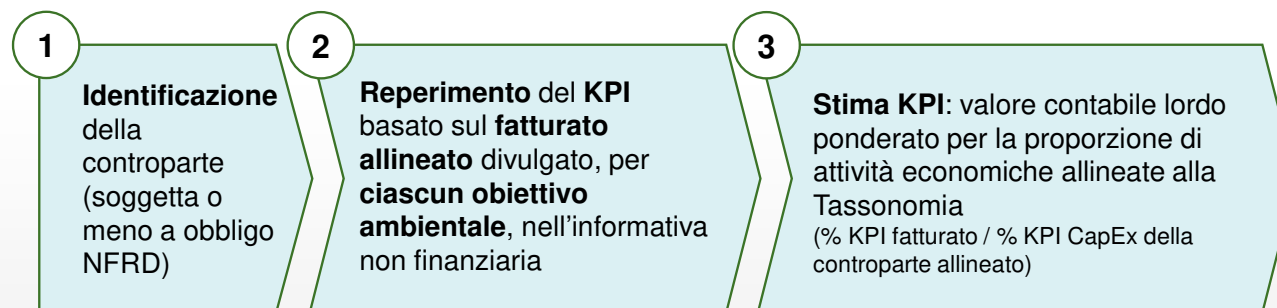 1
Identificazione
della
controparte
(soggetta o
meno a obbligo
NFRD)
2
Reperimento del KPI
basato sul fatturato
allineato divulgato, per
ciascun obiettivo
ambientale, nell'informativa
non finanziaria
3
Stima KPI: valore contabile lordo
ponderato per la proporzione di
attività economiche allineate alla
Tassonomia
(% KPI fatturato / % KPI CapEx della
controparte allineato)